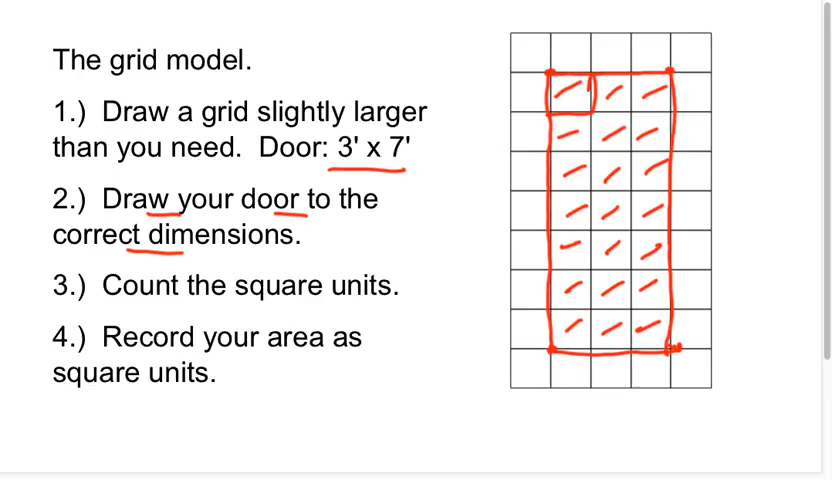 The grid model.
1.) Draw a grid slightly larger
than you need.  Door: 3' x 7'
2.) Draw your door to the
correct dimensions.
3.) Count the square units.
4.) Record your area as
square units.